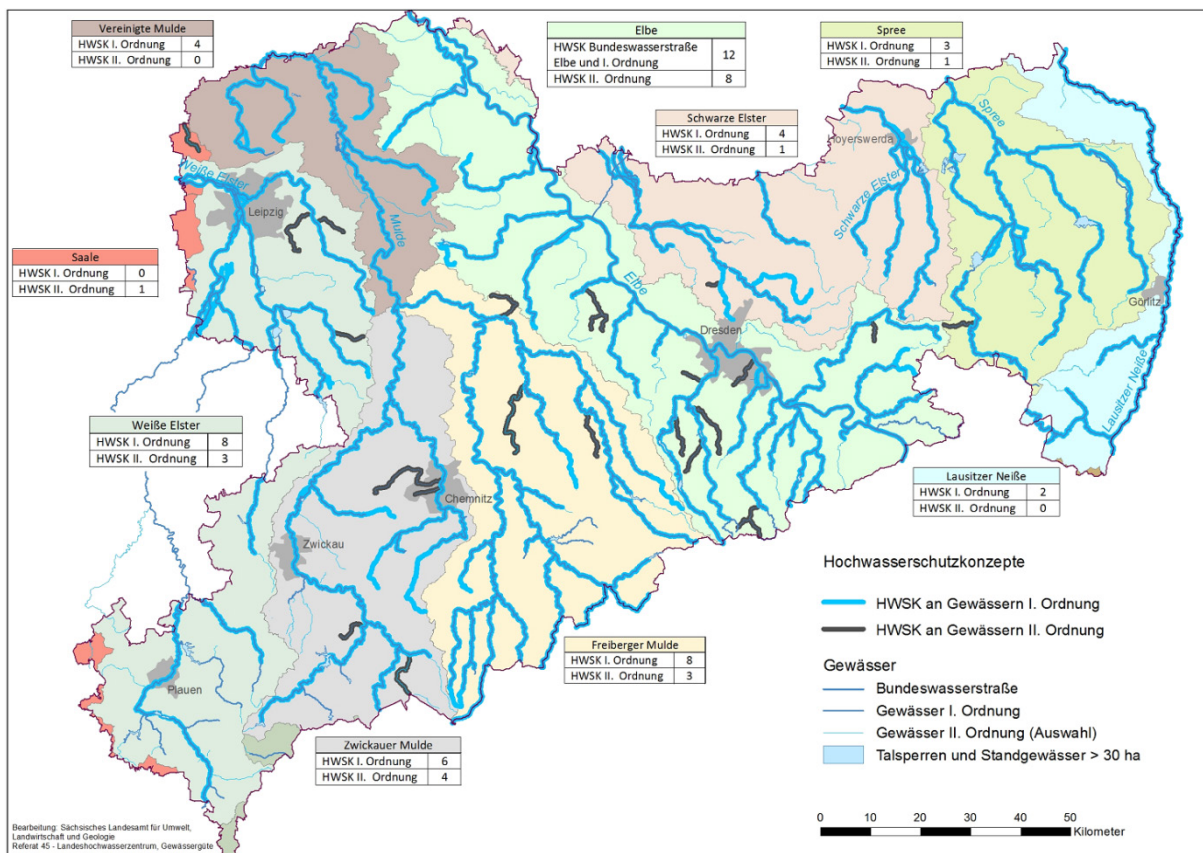 Vereinigte Mulde
HWSK I. Ordnung 4
HWSK II. Ordnung 0
Elbe
HWSK Bundeswasserstraße
Elbe und I. Ordnung 12
HWSK II. Ordnung 8
Spree
HWSK I. Ordnung 3
HWSK II. Ordnung 1
Schwarze Elster
HWSK I. Ordnung 4
HWSK II. Ordnung 1
Hoyerswerda
Spree
Weiße Elster
Leipzig
Mulde
Schwarze Elster
Saale
HWSK I. Ordnung 0
HWSK II. Ordnung 1
Elbe
Dresden
Görlitz
Lausitzer Neiße
Weiße Elster
HWSK I. Ordnung 8
HWSK II. Ordnung 3
Chemnitz
Zwickau
Lausitzer Neiße
HWSK I. Ordnung 2
HWSK II. Ordnung 0
Freiberger Mulde
HWSK I. Ordnung 8
HWSK II. Ordnung 3
Plauen
Zwickauer Mulde
HWSK I. Ordnung 6
HWSK II. Ordnung 4
Hochwasserschutzkonzepte
HWSK an Gewässern I. Ordnung
HWSK an Gewässern II. Ordnung
Gewässer
Bundeswasserstraße
Gewässer I. Ordnung
Gewässer II. Ordnung (Auswahl)
Talsperren und Standgewässer > 30 ha
0 10 20 30 40 50
Kilometer
Bearbeitung: Sächsisches Landesamt für Umwelt,
Landwirtschaft und Geologie
Referat 45 - Landeshochwasserzentrum, Gewässergüte